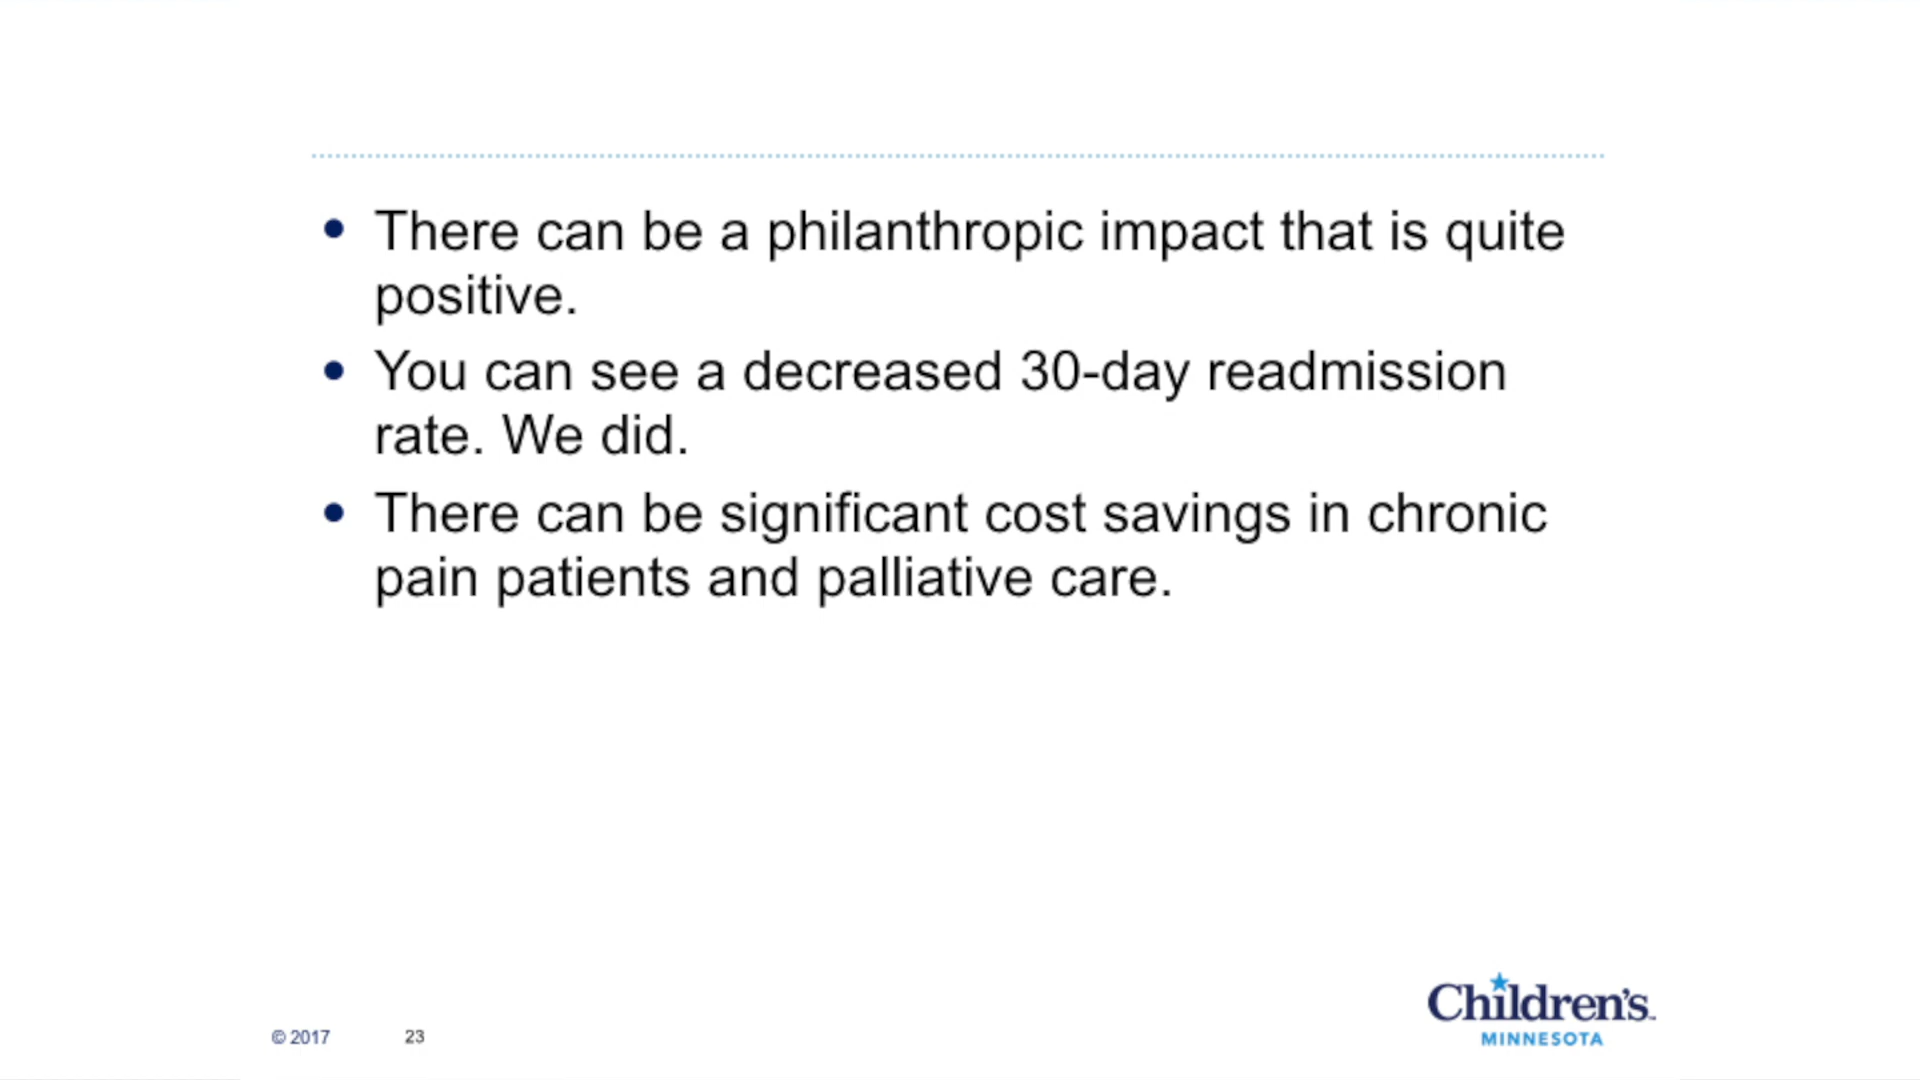 • There can be a philanthropic impact that is quite
positive.
• You can see a decreased 30-day readmission
rate. We did.
• There can be significant cost savings in chronic
pain patients and palliative care.
© 2017 23
Children's
MINNESOTA